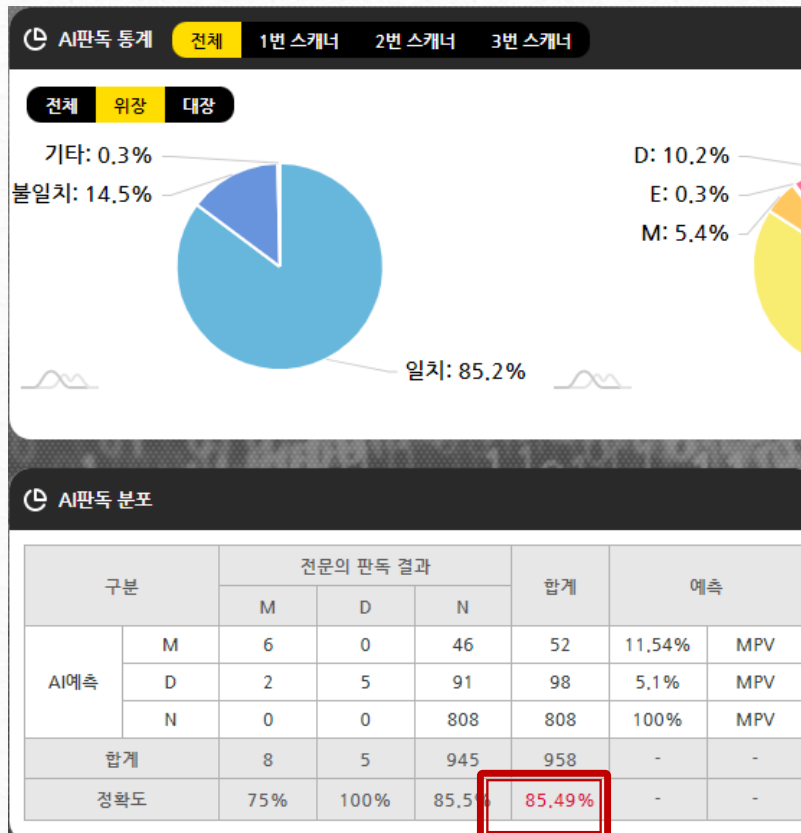 AI판독 통계 전체 1번 스캐너 2번 스캐너 3번 스캐너
전체 위장 대장
기타: 0.3%
불일치: 14.5%
일치: 85.2%
D: 10.2%
E: 0.3%
M: 5.4%
AI판독 분포
구분 전문의 판독 결과 합계 예측
M D N
AI예측 M 6 0 46 52 11.54% MPV
D 2 5 91 98 5.1% MPV
N 0 0 808 808 100% MPV
합계 8 5 945 958 - -
정확도 75% 100% 85.5% 85.49% - -